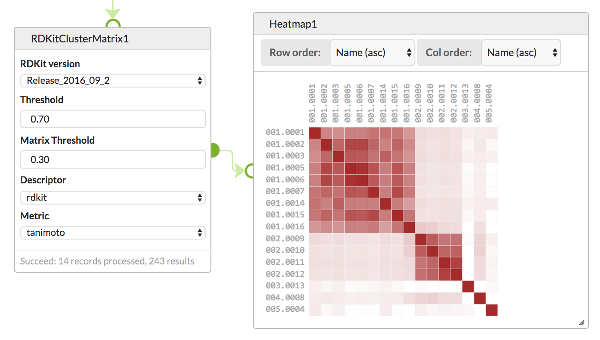 RDKitClusterMatrix1
RDKit version
Release_2016_09_2
Threshold
0.70
Matrix Threshold
0.30
Descriptor
rdkit
Metric
tanimoto
Succeed: 14 records processed, 243 results
Heatmap1
Row order: Name (asc) Col order: Name (asc)
001.0001
001.0002
001.0003
001.0005
001.0006
001.0007
001.0014
001.0015
001.0016
002.0009
002.0010
002.0011
002.0012
003.0013
004.0008
005.0004
001.0001
001.0002
001.0003
001.0005
001.0006
001.0007
001.0014
001.0015
001.0016
002.0009
002.0010
002.0011
002.0012
003.0013
004.0008
005.0004